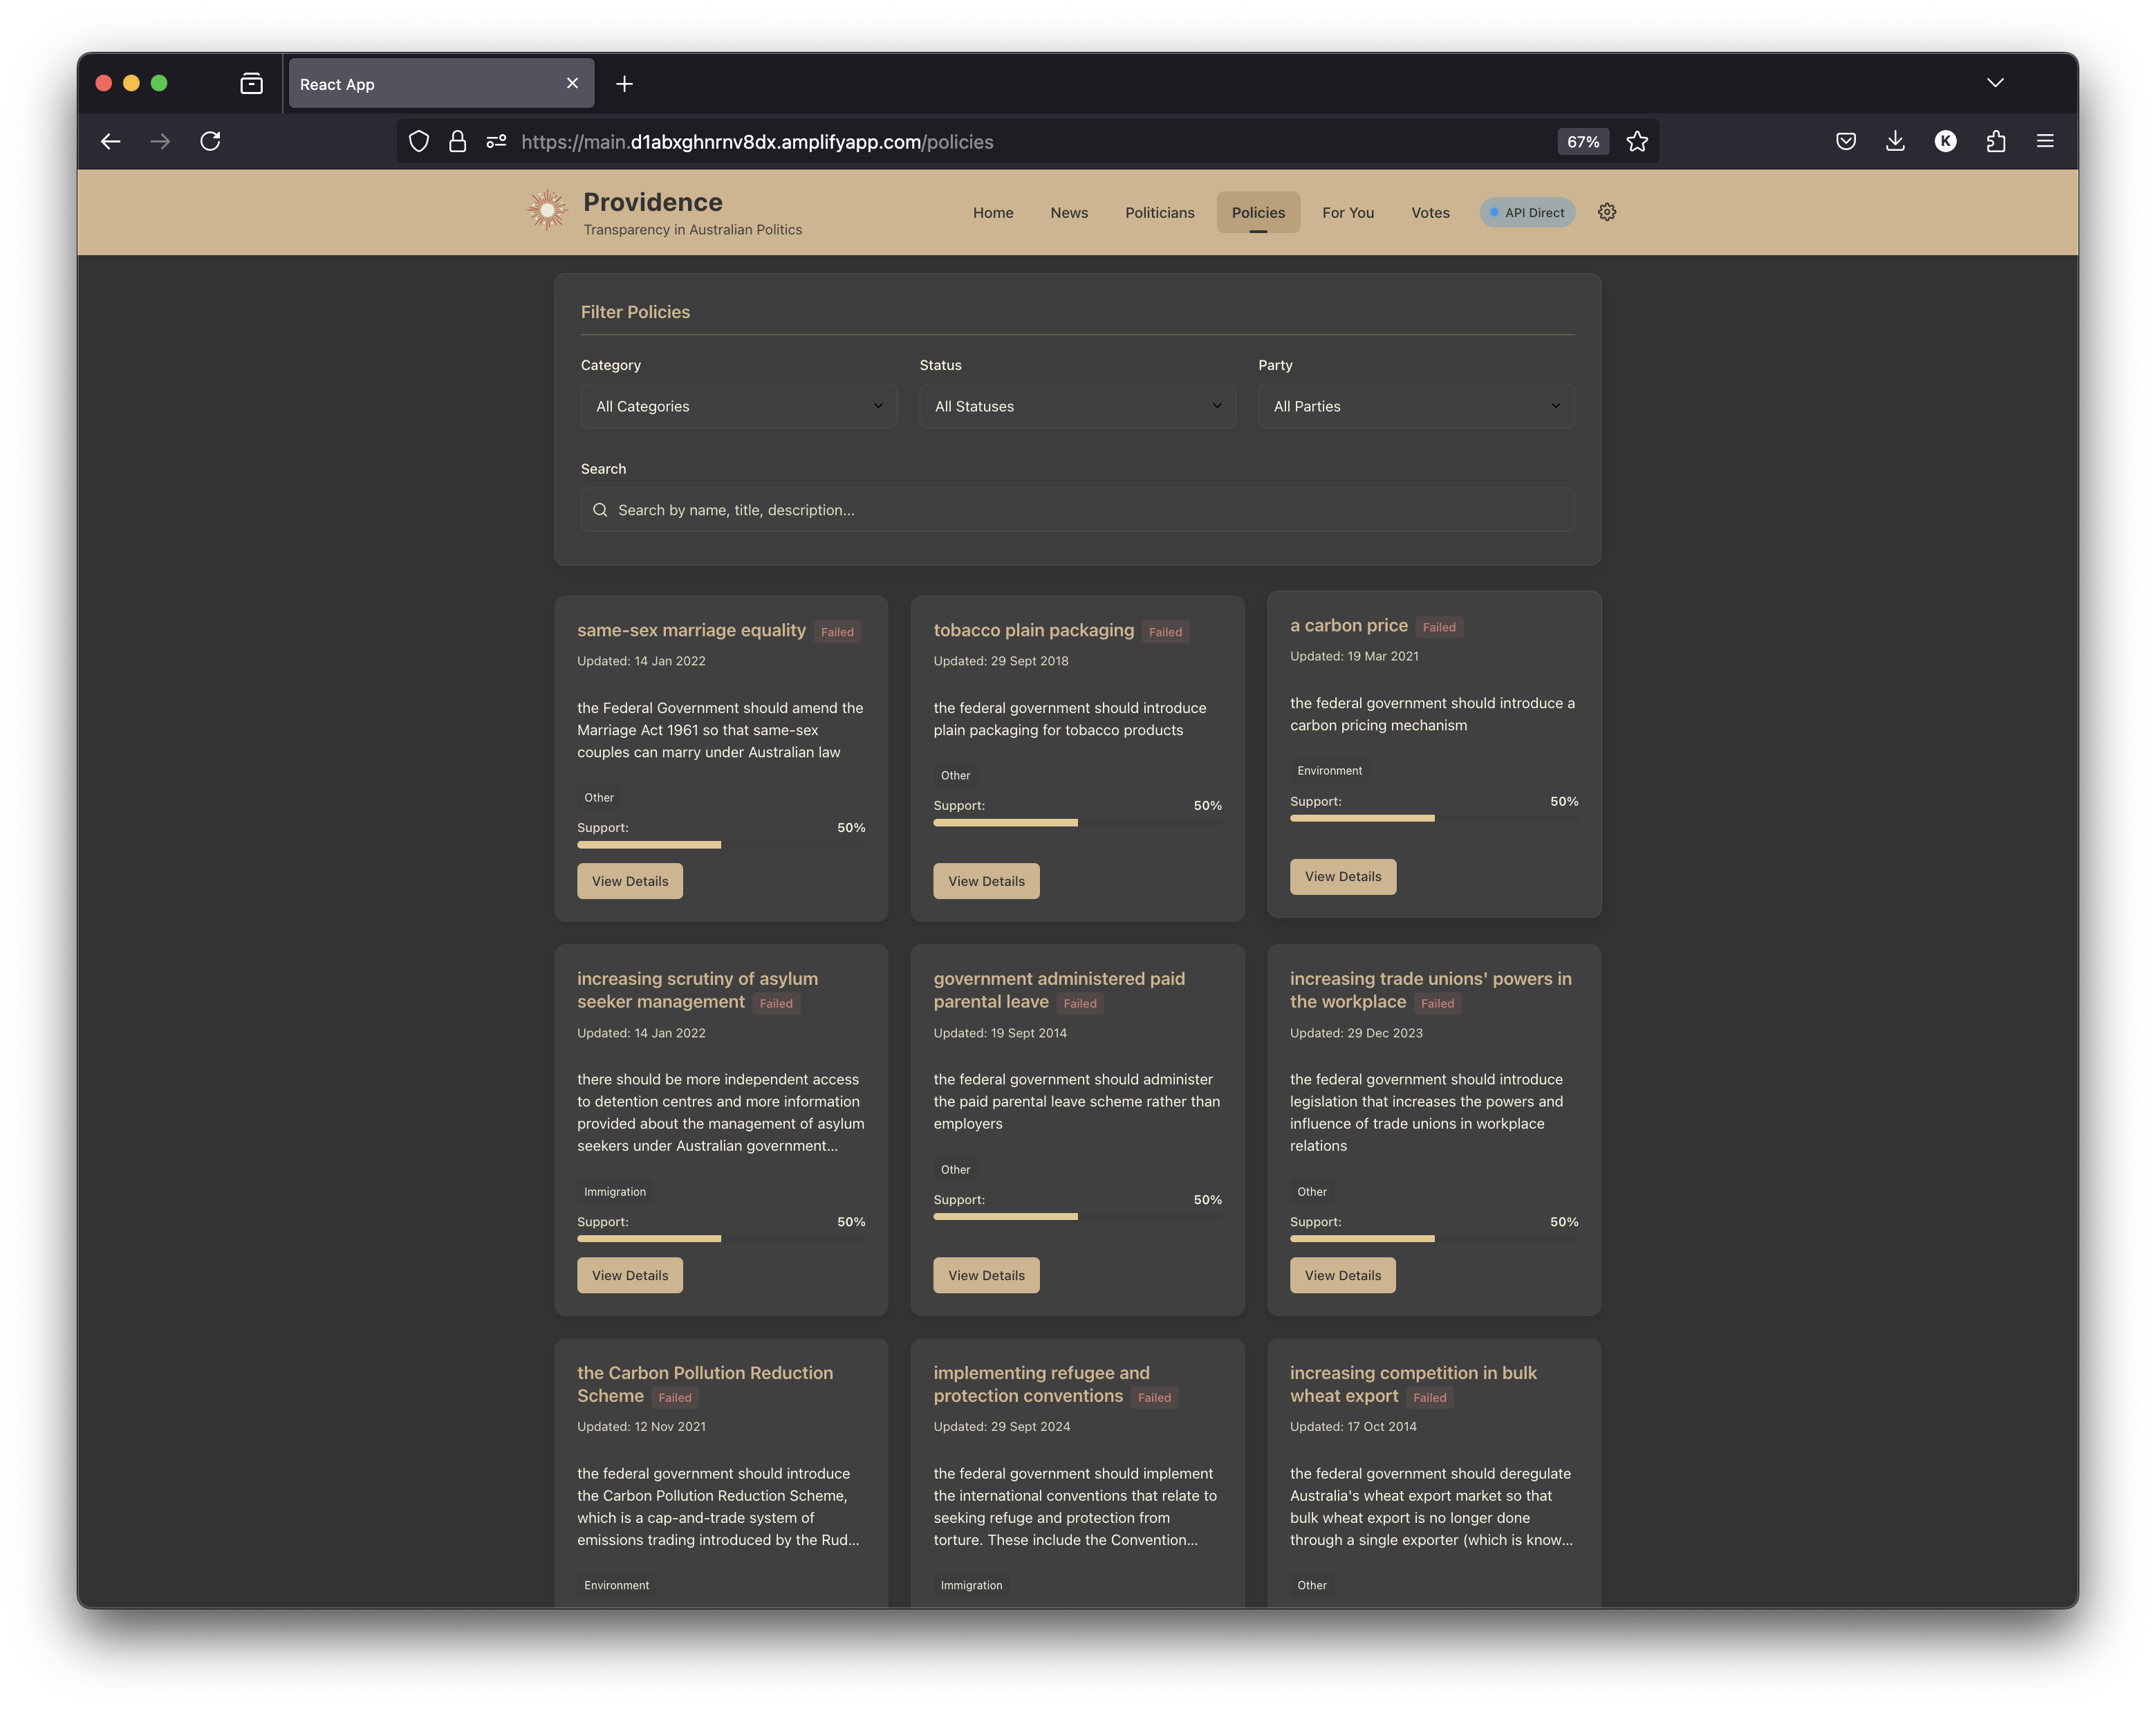 React App
https://main.d1abxghnrnv8dx.amplifyapp.com/policies
67%
K
Providence
Transparency in Australian Politics
Home
News
Politicians
Policies
For You
Votes
API Direct
Filter Policies
Category
Status
Party
All Categories
All Statuses
All Parties
Search
Search by name, title, description...
same-sex marriage equality Failed
Updated: 14 Jan 2022
the Federal Government should amend the
Marriage Act 1961 so that same-sex
couples can marry under Australian law
Other
Support: 50%
View Details
tobacco plain packaging Failed
Updated: 29 Sept 2018
the federal government should introduce
plain packaging for tobacco products
Other
Support: 50%
View Details
a carbon price Failed
Updated: 19 Mar 2021
the federal government should introduce a
carbon pricing mechanism
Environment
Support: 50%
View Details
increasing scrutiny of asylum
seeker management Failed
Updated: 14 Jan 2022
there should be more independent access
to detention centres and more information
provided about the management of asylum
seekers under Australian government...
Immigration
Support: 50%
View Details
government administered paid
parental leave Failed
Updated: 19 Sept 2014
the federal government should administer
the paid parental leave scheme rather than
employers
Other
Support: 50%
View Details
increasing trade unions' powers in
the workplace Failed
Updated: 29 Dec 2023
the federal government should introduce
legislation that increases the powers and
influence of trade unions in workplace
relations
Other
Support: 50%
View Details
the Carbon Pollution Reduction
Scheme Failed
Updated: 12 Nov 2021
the federal government should introduce
the Carbon Pollution Reduction Scheme,
which is a cap-and-trade system of
emissions trading introduced by the Rud...
Environment
implementing refugee and
protection conventions Failed
Updated: 29 Sept 2024
the federal government should implement
the international conventions that relate to
seeking refuge and protection from
torture. These include the Convention...
Immigration
increasing competition in bulk
wheat export Failed
Updated: 17 Oct 2014
the federal government should deregulate
Australia's wheat export market so that
bulk wheat export is no longer done
through a single exporter (which is know...
Other